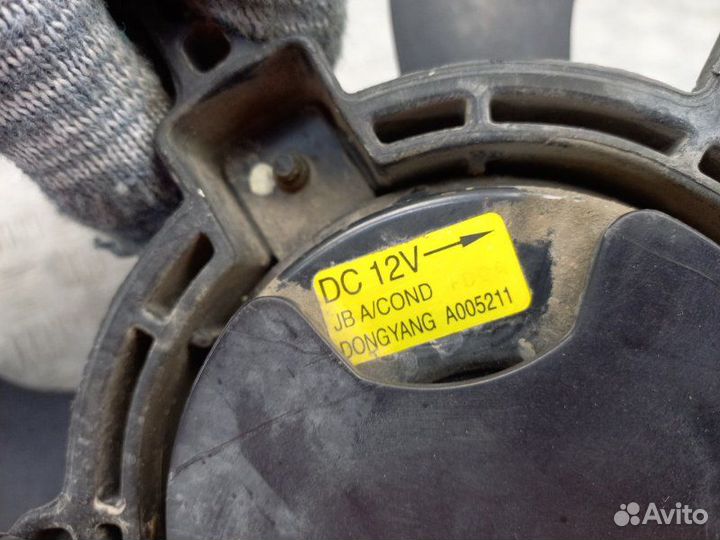 DC 12V
JB A/COND
DONGYANG A005211
Avito